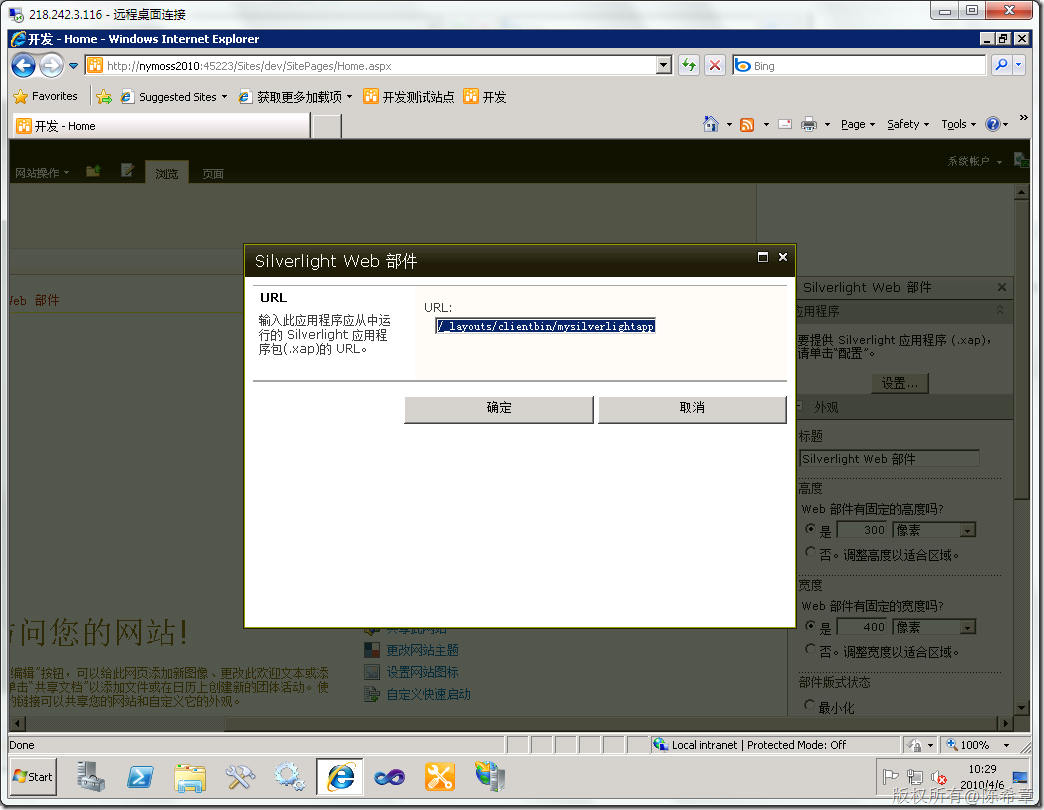 218.242.3.116 - 远程桌面连接
开发 - Home - Windows Internet Explorer
http://nymoss2010:45223/Sites/dev/SitePages/Home.aspx
Bing
Favorites
Suggested Sites
获取更多加载项
开发测试站点
开发
开发 - Home
Page
Safety
Tools
»
网站操作
浏览
页面
系统帐户
Web 部件
Silverlight Web 部件
URL
输入此应用程序应从中运
行的 Silverlight 应用程
序包(.xap)的 URL。
URL:
/_layouts/clientbin/mysilverlightapp
确定
取消
Silverlight Web 部件
应用程序
要提供 Silverlight 应用程序 (.xap)，
请单击“配置”。
设置...
外观
标题
Silverlight Web 部件
高度
Web 部件有固定的高度吗?
是 300 像素
否。调整高度以适合区域。
宽度
Web 部件有固定的宽度吗?
是 400 像素
否。调整宽度以适合区域。
部件版式状态
最小化
问您的网站!
编辑”按钮，可以给此网页添加新图像、更改此欢迎文本或添
单击“共享文档”以添加文件或在日历上创建新的团体活动。使
的链接可以共享您的网站和自定义它的外观。
共享此网站
更改网站主题
设置网站图标
自定义快速启动
Done
Local intranet | Protected Mode: Off
100%
Start
10:29
2010/4/6
版权所有@陈希章